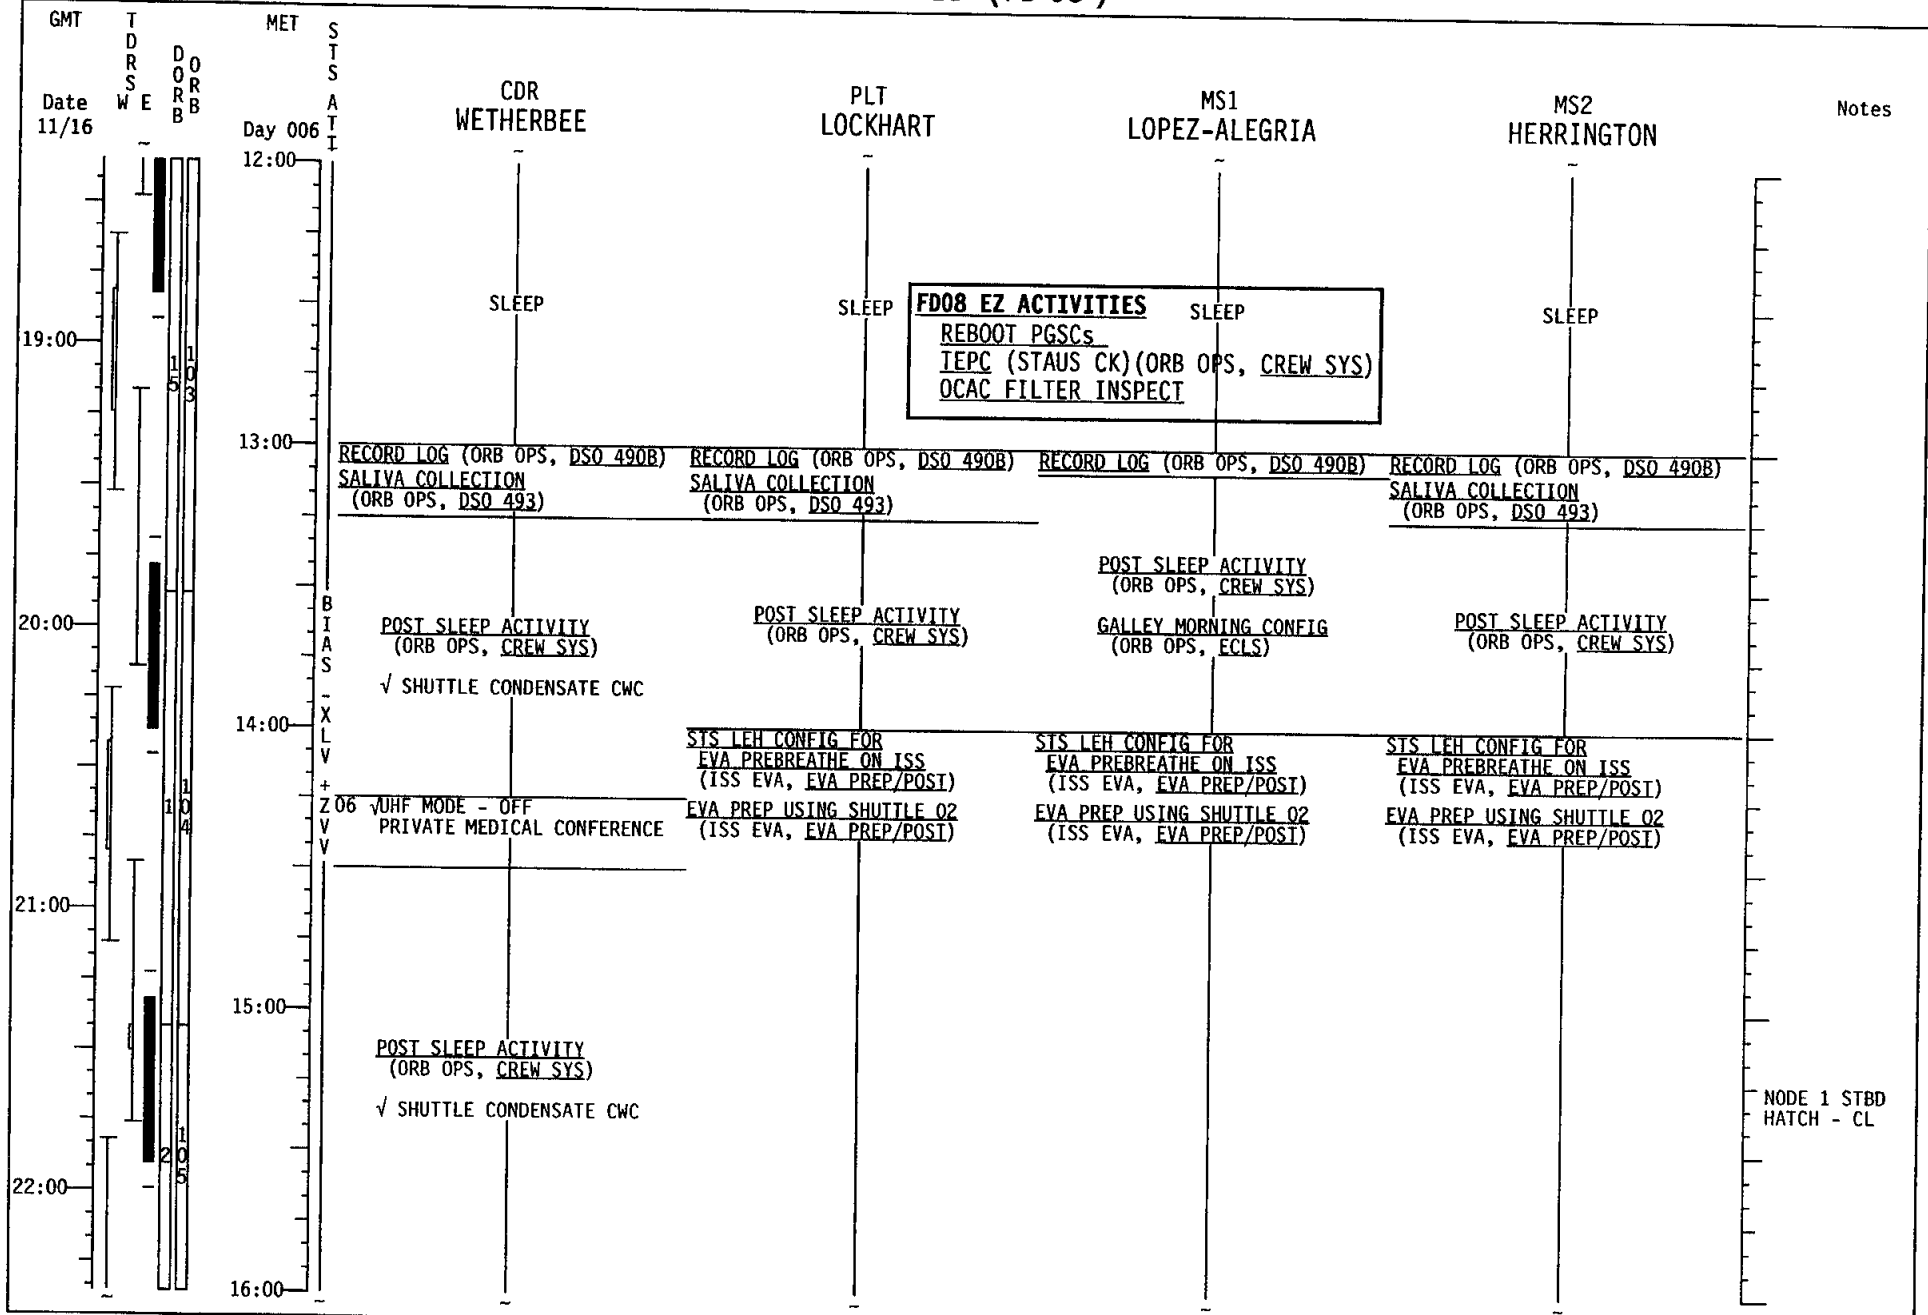 GMT
TDRS
W E
DORB
ORB
MET
STS ATT
Date
11/16
Day 006
CDR
WETHERBEE
PLT
LOCKHART
MS1
LOPEZ-ALEGRIA
MS2
HERRINGTON
Notes
12:00
SLEEP
SLEEP
SLEEP
SLEEP
FD08 EZ ACTIVITIES
REBOOT PGSCs
TEPC (STAUS CK)(ORB OPS, CREW SYS)
OCAC FILTER INSPECT
19:00
15
103
13:00
RECORD LOG (ORB OPS, DSO 490B)
SALIVA COLLECTION
(ORB OPS, DSO 493)
RECORD LOG (ORB OPS, DSO 490B)
SALIVA COLLECTION
(ORB OPS, DSO 493)
RECORD LOG (ORB OPS, DSO 490B)
RECORD LOG (ORB OPS, DSO 490B)
SALIVA COLLECTION
(ORB OPS, DSO 493)
20:00
BIAS -XLV +ZVV
POST SLEEP ACTIVITY
(ORB OPS, CREW SYS)
√ SHUTTLE CONDENSATE CWC
POST SLEEP ACTIVITY
(ORB OPS, CREW SYS)
POST SLEEP ACTIVITY
(ORB OPS, CREW SYS)
GALLEY MORNING CONFIG
(ORB OPS, ECLS)
POST SLEEP ACTIVITY
(ORB OPS, CREW SYS)
14:00
1
104
06 √UHF MODE - OFF
PRIVATE MEDICAL CONFERENCE
STS LEH CONFIG FOR
EVA PREBREATHE ON ISS
(ISS EVA, EVA PREP/POST)
EVA PREP USING SHUTTLE O2
(ISS EVA, EVA PREP/POST)
STS LEH CONFIG FOR
EVA PREBREATHE ON ISS
(ISS EVA, EVA PREP/POST)
EVA PREP USING SHUTTLE O2
(ISS EVA, EVA PREP/POST)
STS LEH CONFIG FOR
EVA PREBREATHE ON ISS
(ISS EVA, EVA PREP/POST)
EVA PREP USING SHUTTLE O2
(ISS EVA, EVA PREP/POST)
21:00
15:00
POST SLEEP ACTIVITY
(ORB OPS, CREW SYS)
√ SHUTTLE CONDENSATE CWC
NODE 1 STBD
HATCH - CL
2
105
22:00
16:00